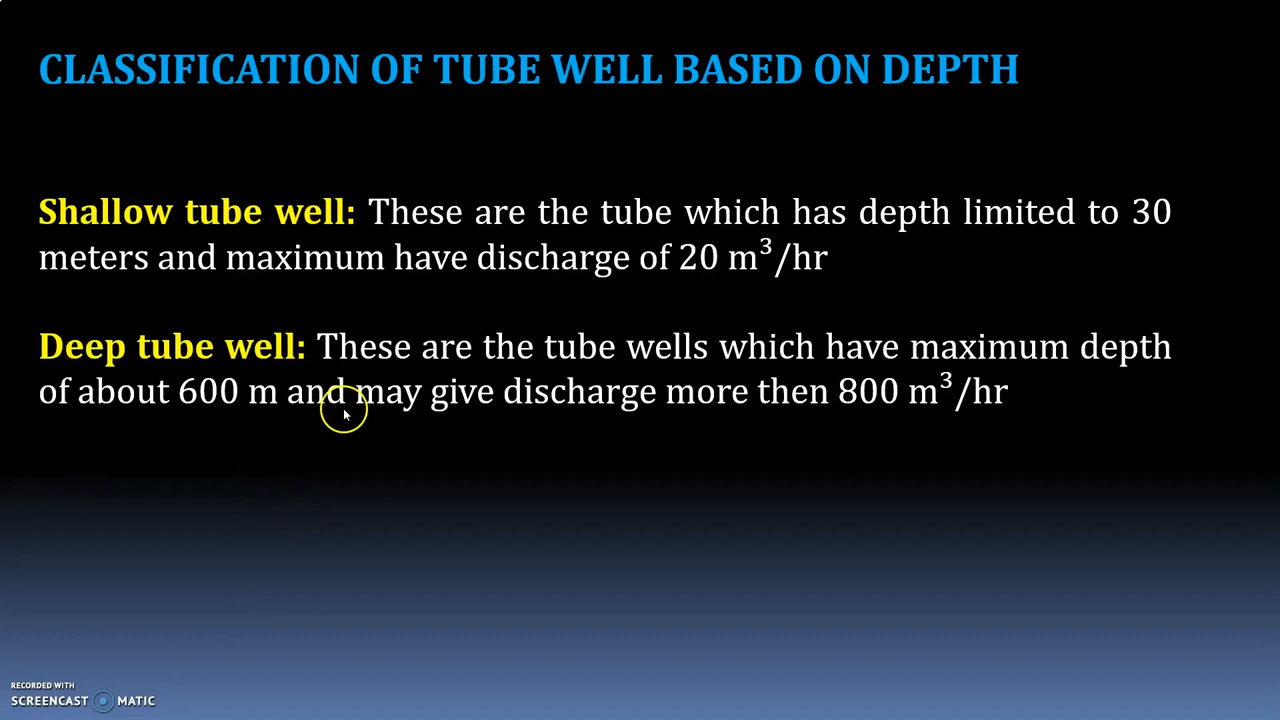 CLASSIFICATION OF TUBE WELL BASED ON DEPTH
Shallow tube well: These are the tube which has depth limited to 30
meters and maximum have discharge of 20 m³/hr
Deep tube well: These are the tube wells which have maximum depth
of about 600 m and may give discharge more then 800 m³/hr
RECORDED WITH
SCREENCAST MATIC